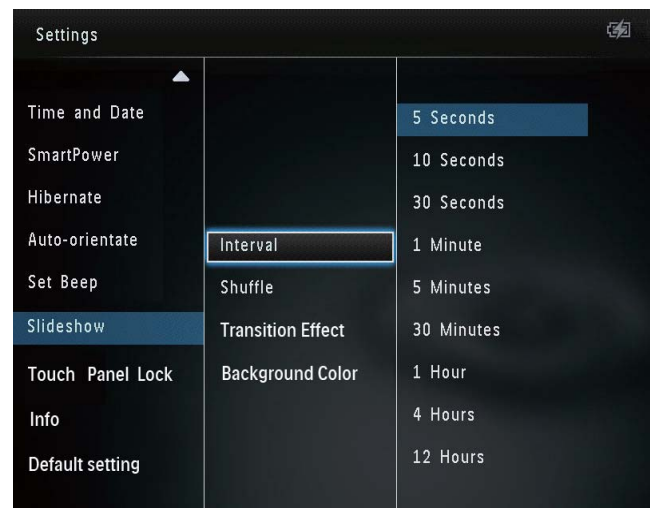 Settings
Time and Date
SmartPower
Hibernate
Auto-orientate
Set Beep
Slideshow
Touch Panel Lock
Info
Default setting
Interval
Shuffle
Transition Effect
Background Color
5 Seconds
10 Seconds
30 Seconds
1 Minute
5 Minutes
30 Minutes
1 Hour
4 Hours
12 Hours